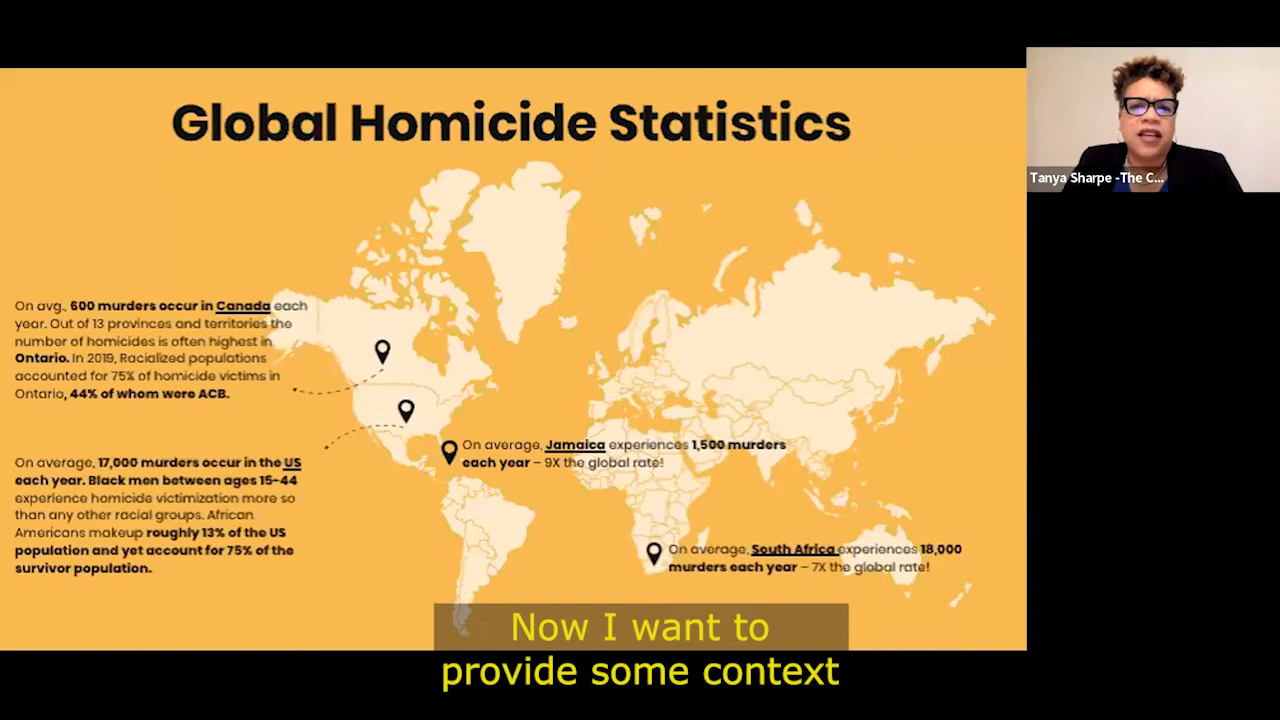 Global Homicide Statistics
Tanya Sharpe -The C...
On avg., 600 murders occur in Canada each
year. Out of 13 provinces and territories the
number of homicides is often highest in
Ontario. In 2019, Racialized populations
accounted for 75% of homicide victims in
Ontario, 44% of whom were ACB.
On average, 17,000 murders occur in the US
each year. Black men between ages 15-44
experience homicide victimization more so
than any other racial groups. African
Americans makeup roughly 13% of the US
population and yet account for 75% of the
survivor population.
On average, Jamaica experiences 1,500 murders
each year – 9X the global rate!
On average, South Africa experiences 18,000
murders each year – 7X the global rate!
Now I want to
provide some context